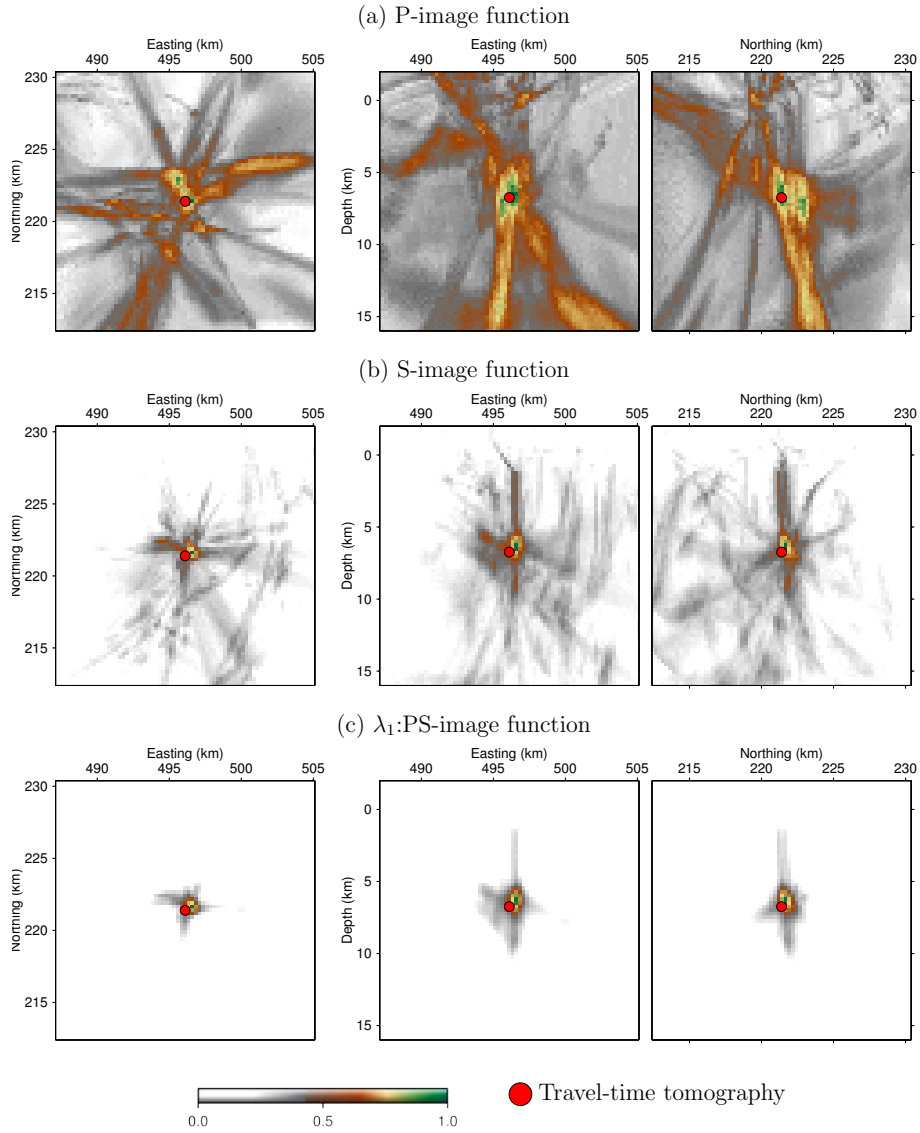 (a) P-image function
Easting (km) Easting (km) Northing (km)
490 495 500 505 490 495 500 505 215 220 225 230
230
225
220
215
Northing (km)
0
5
10
15
Depth (km)
(b) S-image function
Easting (km) Easting (km) Northing (km)
490 495 500 505 490 495 500 505 215 220 225 230
230
225
220
215
Northing (km)
0
5
10
15
Depth (km)
(c) λ₁:PS-image function
Easting (km) Easting (km) Northing (km)
490 495 500 505 490 495 500 505 215 220 225 230
230
225
220
215
Northing (km)
0
5
10
15
Depth (km)
0.0 0.5 1.0
Travel-time tomography